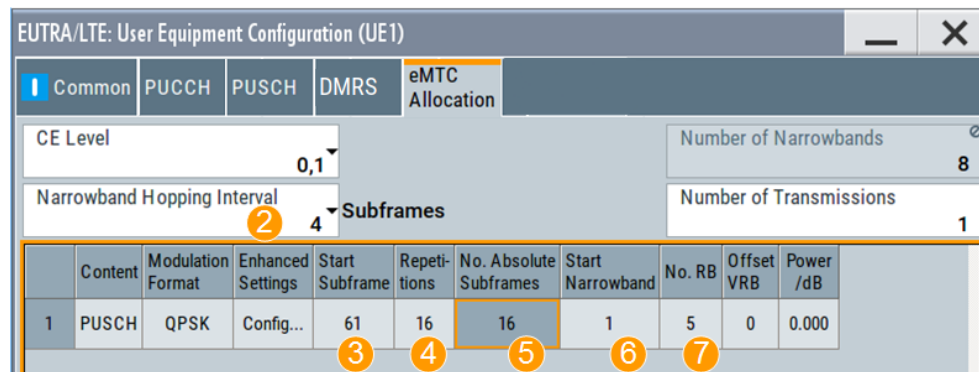 EUTRA/LTE: User Equipment Configuration (UE1)
Common PUCCH PUSCH DMRS eMTC Allocation
CE Level Number of Narrowbands
0,1 8
Narrowband Hopping Interval Number of Transmissions
2 4 Subframes 1
Content Modulation Format Enhanced Settings Start Subframe Repeti-tions No. Absolute Subframes Start Narrowband No. RB Offset VRB Power /dB
1 PUSCH QPSK Config... 61 16 16 1 5 0 0.000
3 4 5 6 7